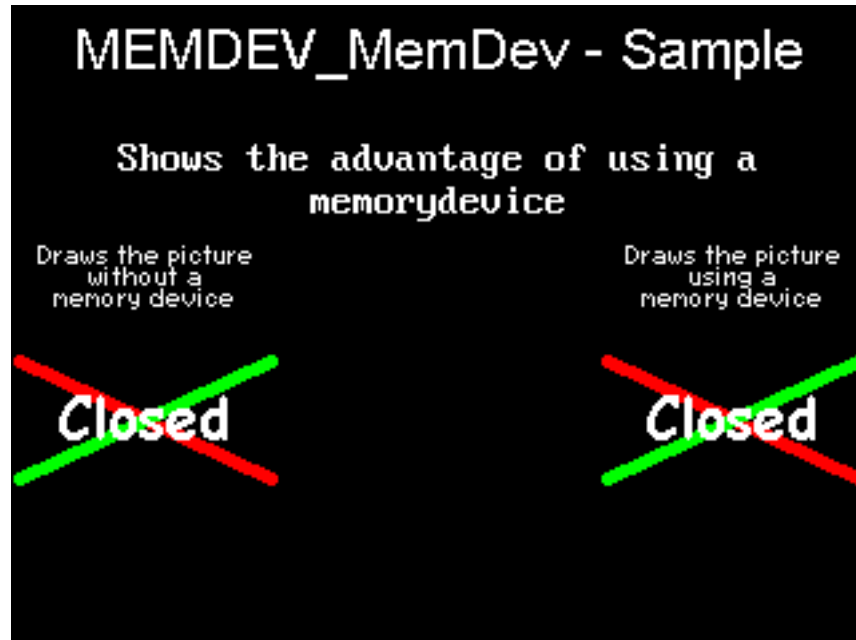 MEMDEV_MemDev - Sample
Shows the advantage of using a
memorydevice
Draws the picture
without a
memory device
Draws the picture
using a
memory device
Closed
Closed